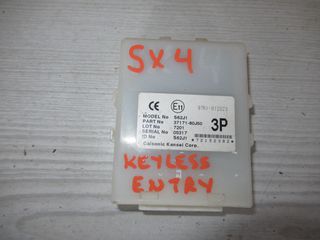 SX4
CE E11
MODEL No S62J1
PART No 37171-80J00
LOT No 7201
SERIAL No 00317
ID No S62J1
3P
Calsonic Kansei Corp.
KEYLESS
ENTRY